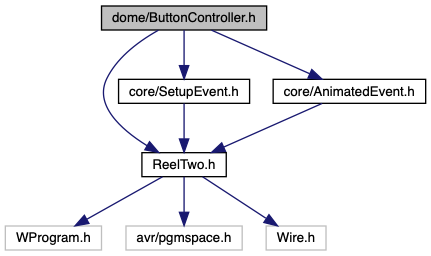 dome/ButtonController.h
core/SetupEvent.h
core/AnimatedEvent.h
ReelTwo.h
WProgram.h
avr/pgmspace.h
Wire.h